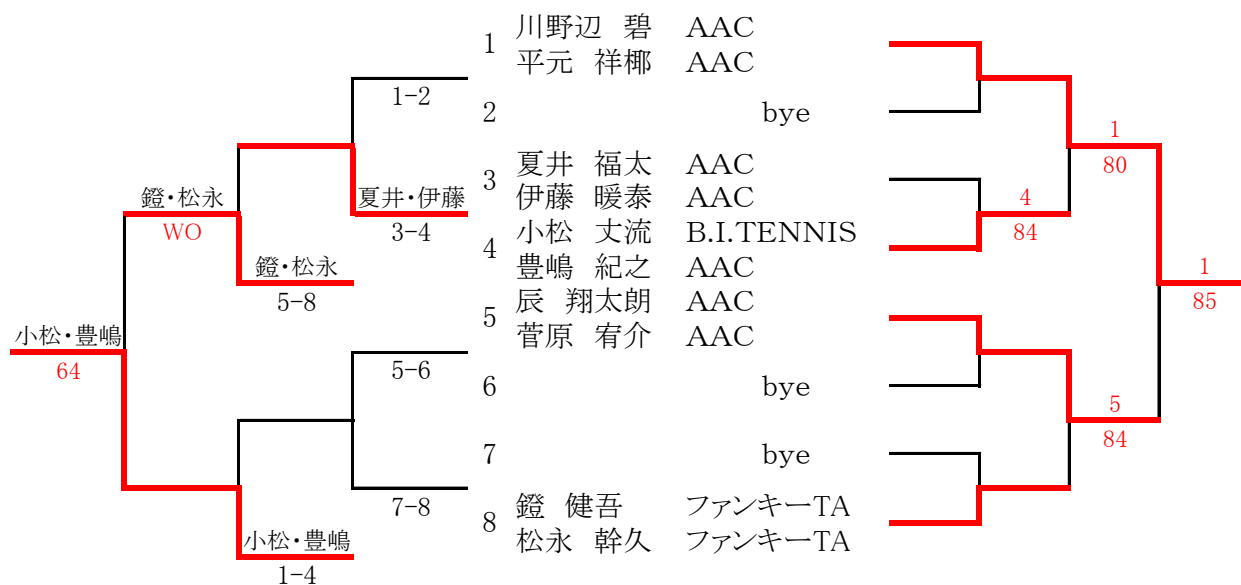 1 川野辺 碧 AAC
平元 祥梛 AAC
1-2
2 bye
1
80
3 夏井 福太 AAC
伊藤 暖泰 AAC
鐙・松永
WO
夏井・伊藤
3-4
4
84
4 小松 丈流 B.I.TENNIS
豊嶋 紀之 AAC
鐙・松永
5-8
1
85
5 辰 翔太朗 AAC
菅原 宥介 AAC
小松・豊嶋
64
5-6
6 bye
5
84
7 bye
7-8
8 鐙 健吾 ファンキーTA
松永 幹久 ファンキーTA
小松・豊嶋
1-4